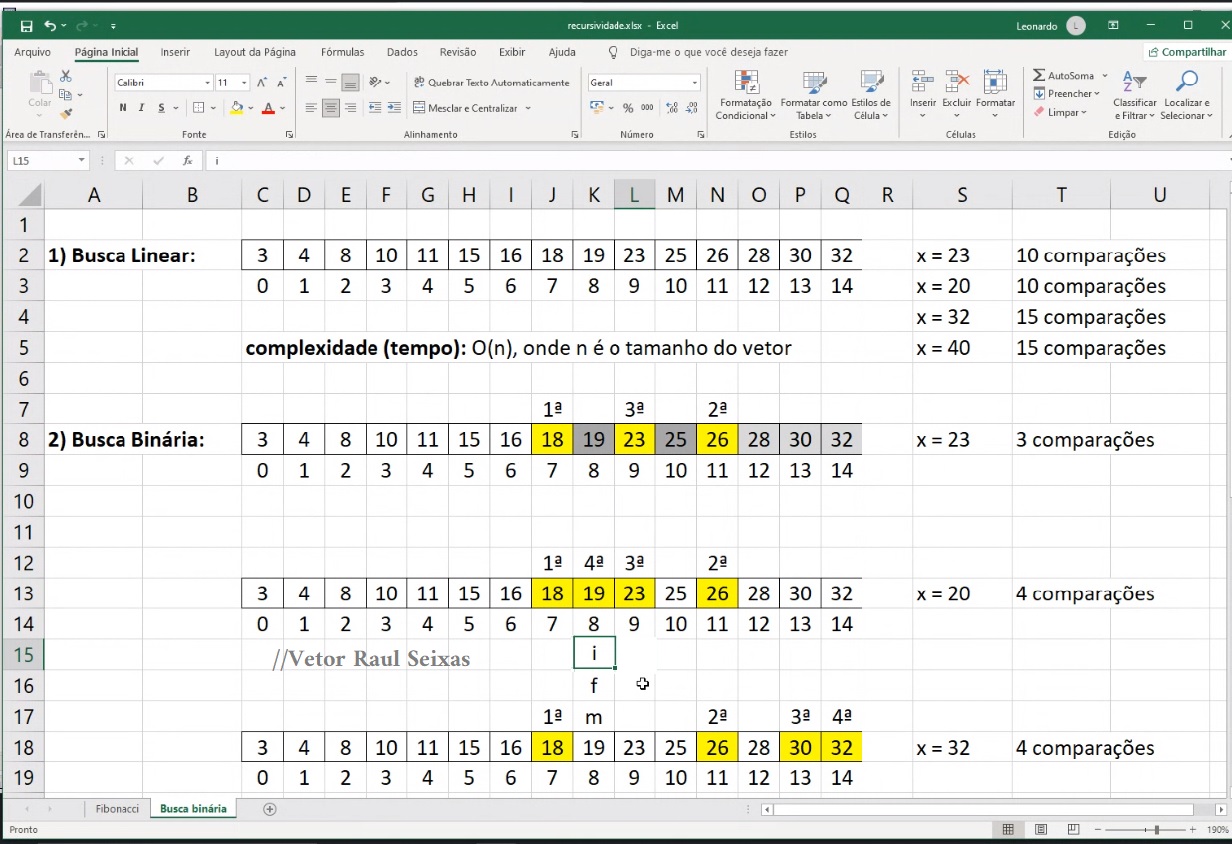 recursividade.xlsx - Excel
Leonardo L
Arquivo Página Inicial Inserir Layout da Página Fórmulas Dados Revisão Exibir Ajuda Diga-me o que você deseja fazer Compartilhar
Colar
Calibri 11
Quebrar Texto Automaticamente
Geral
N I S
Mesclar e Centralizar
% 000
Formatação Condicional
Formatar como Tabela
Estilos de Célula
Inserir Excluir Formatar
AutoSoma
Preencher
Limpar
Classificar e Filtrar
Localizar e Selecionar
Área de Transferên... Fonte Alinhamento Número Estilos Células Edição
L15 fx i
A B C D E F G H I J K L M N O P Q R S T U
1
2 1) Busca Linear: 3 4 8 10 11 15 16 18 19 23 25 26 28 30 32 x = 23 10 comparações
3 0 1 2 3 4 5 6 7 8 9 10 11 12 13 14 x = 20 10 comparações
4 x = 32 15 comparações
5 complexidade (tempo): O(n), onde n é o tamanho do vetor x = 40 15 comparações
6
7 1ª 3ª 2ª
8 2) Busca Binária: 3 4 8 10 11 15 16 18 19 23 25 26 28 30 32 x = 23 3 comparações
9 0 1 2 3 4 5 6 7 8 9 10 11 12 13 14
10
11
12 1ª 4ª 3ª 2ª
13 3 4 8 10 11 15 16 18 19 23 25 26 28 30 32 x = 20 4 comparações
14 0 1 2 3 4 5 6 7 8 9 10 11 12 13 14
15 //Vetor Raul Seixas i
16 f
17 1ª m 2ª 3ª 4ª
18 3 4 8 10 11 15 16 18 19 23 25 26 28 30 32 x = 32 4 comparações
19 0 1 2 3 4 5 6 7 8 9 10 11 12 13 14
Fibonacci Busca binária
Pronto 190%